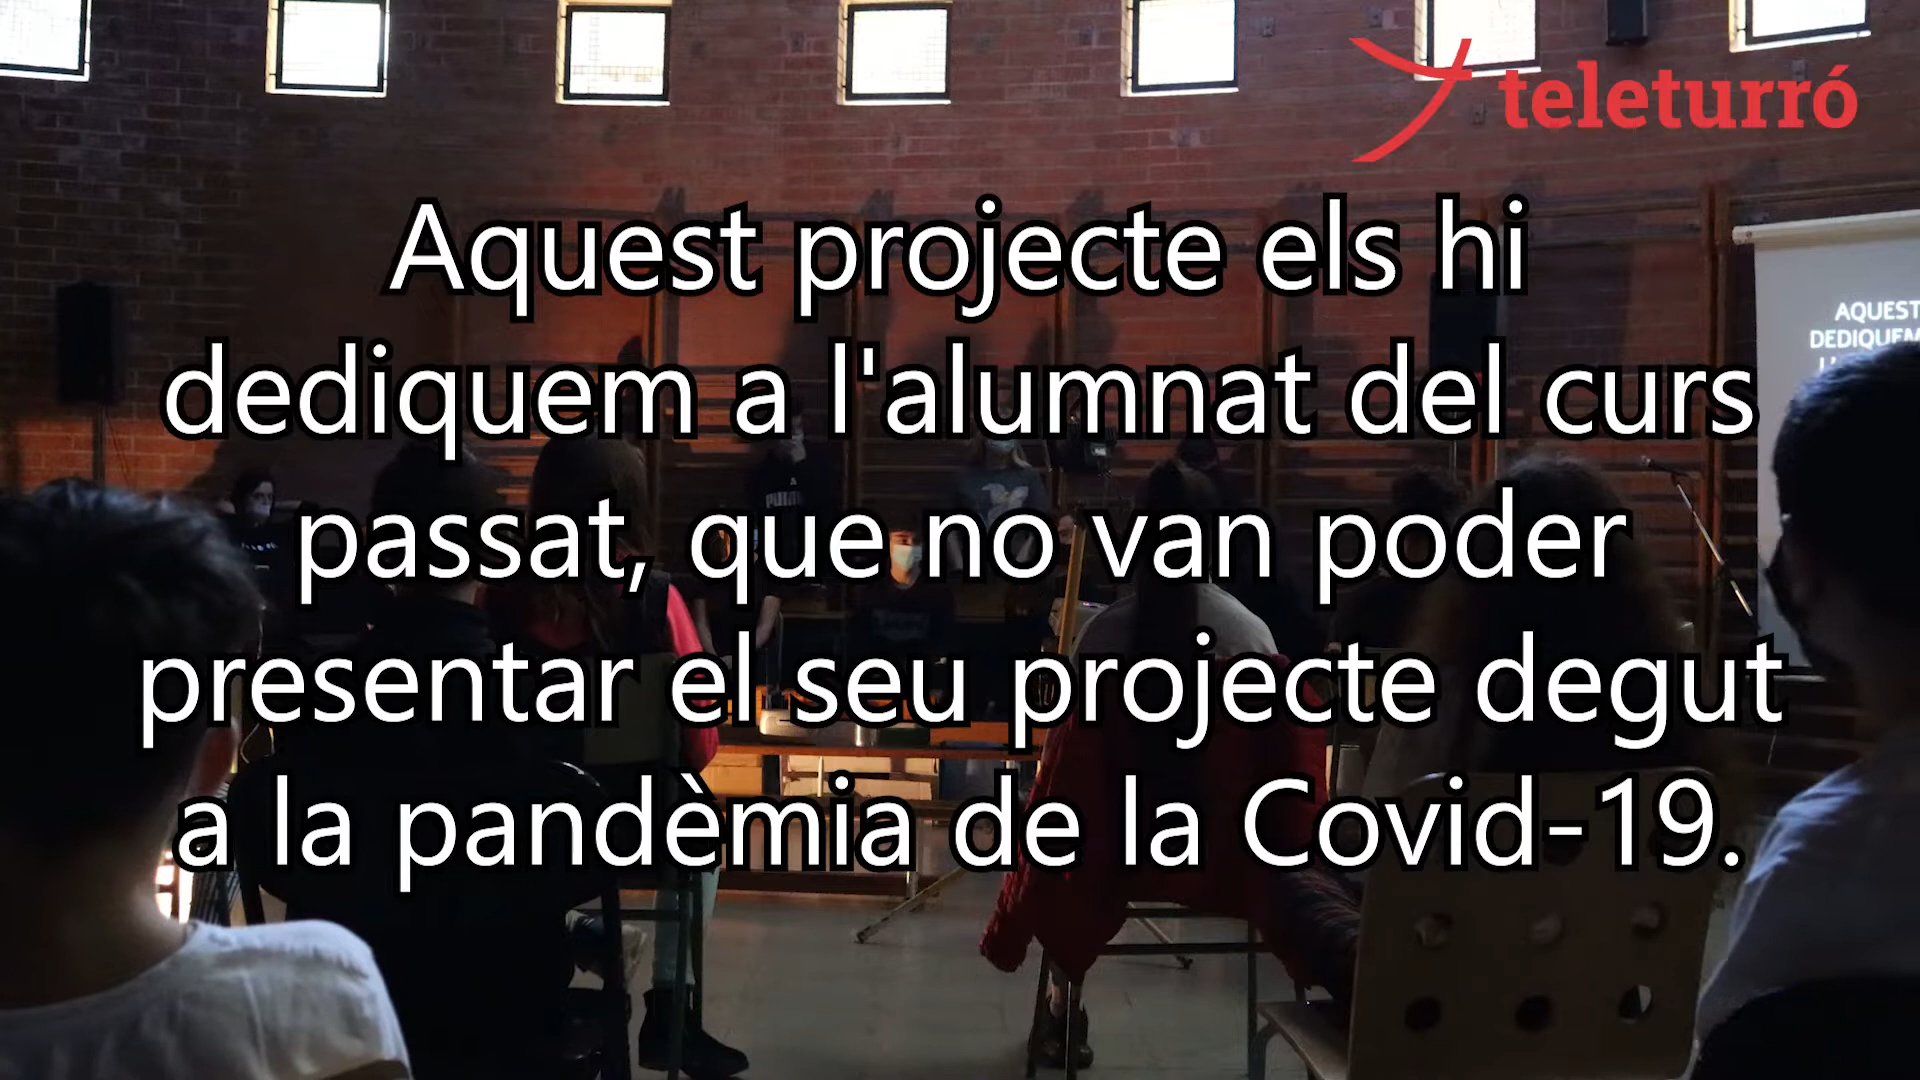 teleturró
Aquest projecte els hi
dediquem a l'alumnat del curs
passat, que no van poder
presentar el seu projecte degut
a la pandèmia de la Covid-19.
AQUEST
DEDIQUEM
PUMA